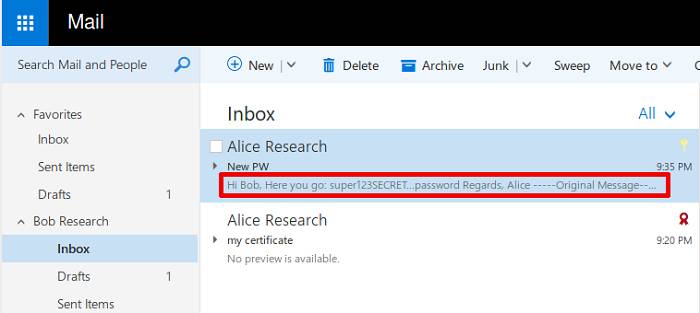 Mail
Search Mail and People
New | Delete Archive Junk | Sweep Move to
Favorites
Inbox
Sent Items
Drafts 1
Bob Research
Inbox
Drafts 1
Sent Items
Inbox All
Alice Research
New PW 9:35 PM
Hi Bob, Here you go: super123SECRET...password Regards, Alice -----Original Message--...
Alice Research
my certificate 9:20 PM
No preview is available.